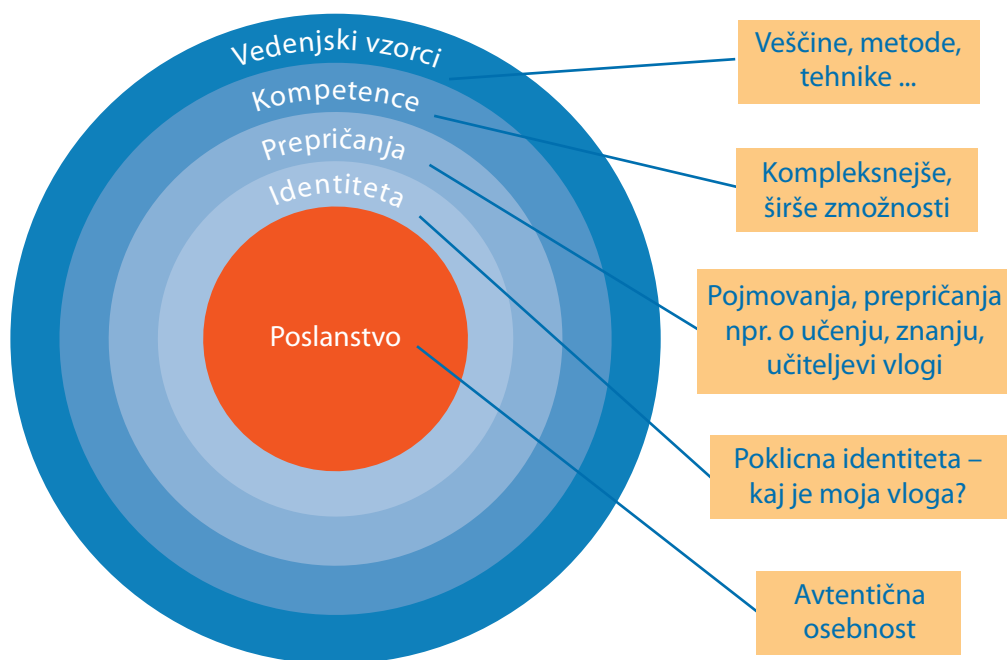 Vedenjski vzorci
Kompetence
Prepričanja
Identiteta
Poslanstvo
Veščine, metode,
tehnike ...
Kompleksnejše,
širše zmožnosti
Pojmovanja, prepričanja
npr. o učenju, znanju,
učiteljevi vlogi
Poklicna identiteta –
kaj je moja vloga?
Avtentična
osebnost